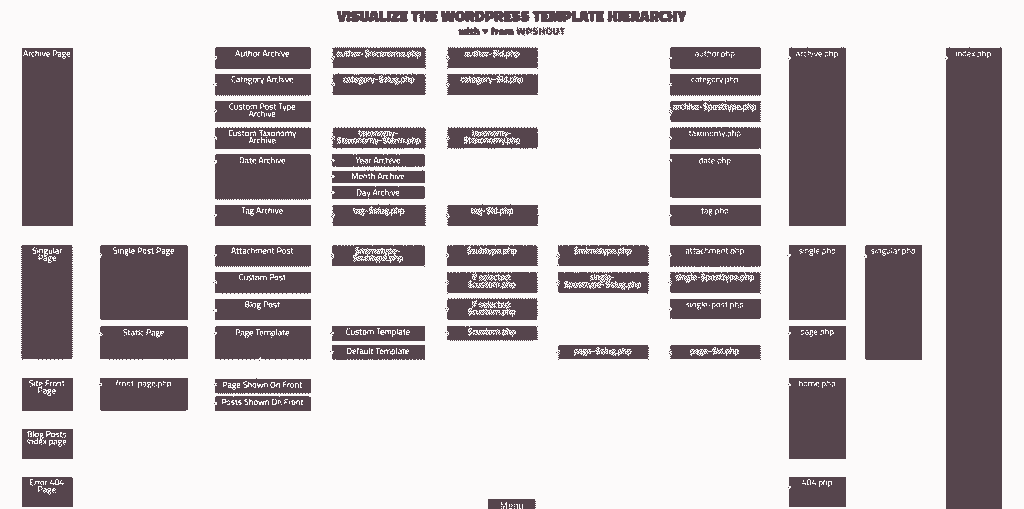 VISUALIZE THE WORDPRESS TEMPLATE HIERARCHY
with ♥ from WPSHOUT
Archive Page
Author Archive
author-$nicename.php
author-$id.php
author.php
archive.php
index.php
Category Archive
category-$slug.php
category-$id.php
category.php
Custom Post Type
Archive
archive-$posttype.php
Custom Taxonomy
Archive
taxonomy-
$taxonomy-$term.php
taxonomy-
$taxonomy.php
taxonomy.php
Date Archive
Year Archive
Month Archive
Day Archive
date.php
Tag Archive
tag-$slug.php
tag-$id.php
tag.php
Singular
Page
Single Post Page
Attachment Post
$mimetype-
$subtype.php
$subtype.php
$mimetype.php
attachment.php
single.php
singular.php
Custom Post
if selected:
$custom.php
single-
$posttype-$slug.php
single-$posttype.php
Blog Post
if selected:
$custom.php
single-post.php
Static Page
Page Template
Custom Template
$custom.php
page.php
Default Template
page-$slug.php
page-$id.php
Site Front
Page
front-page.php
Page Shown On Front
Posts Shown On Front
home.php
Blog Posts
Index page
Error 404
Page
404.php
Menu